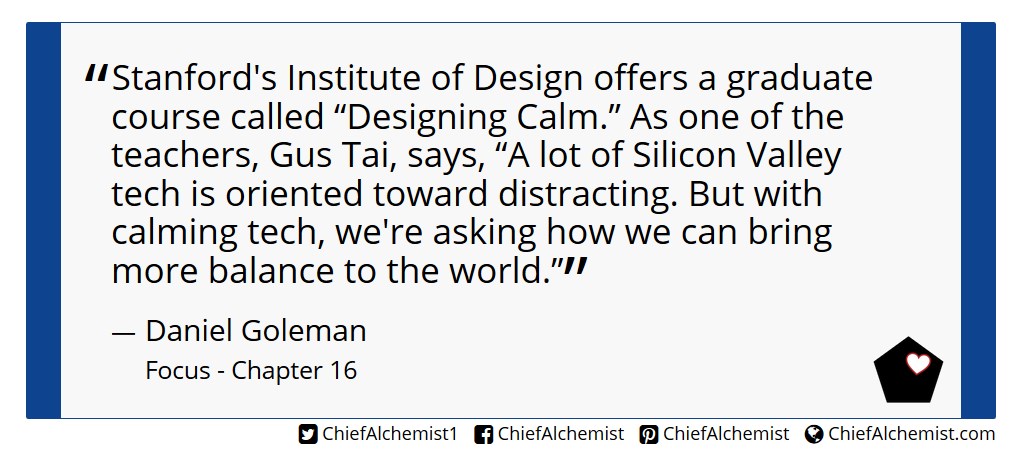 “Stanford's Institute of Design offers a graduate
course called “Designing Calm.” As one of the
teachers, Gus Tai, says, “A lot of Silicon Valley
tech is oriented toward distracting. But with
calming tech, we're asking how we can bring
more balance to the world.””
— Daniel Goleman
Focus - Chapter 16
ChiefAlchemist1 ChiefAlchemist ChiefAlchemist ChiefAlchemist.com